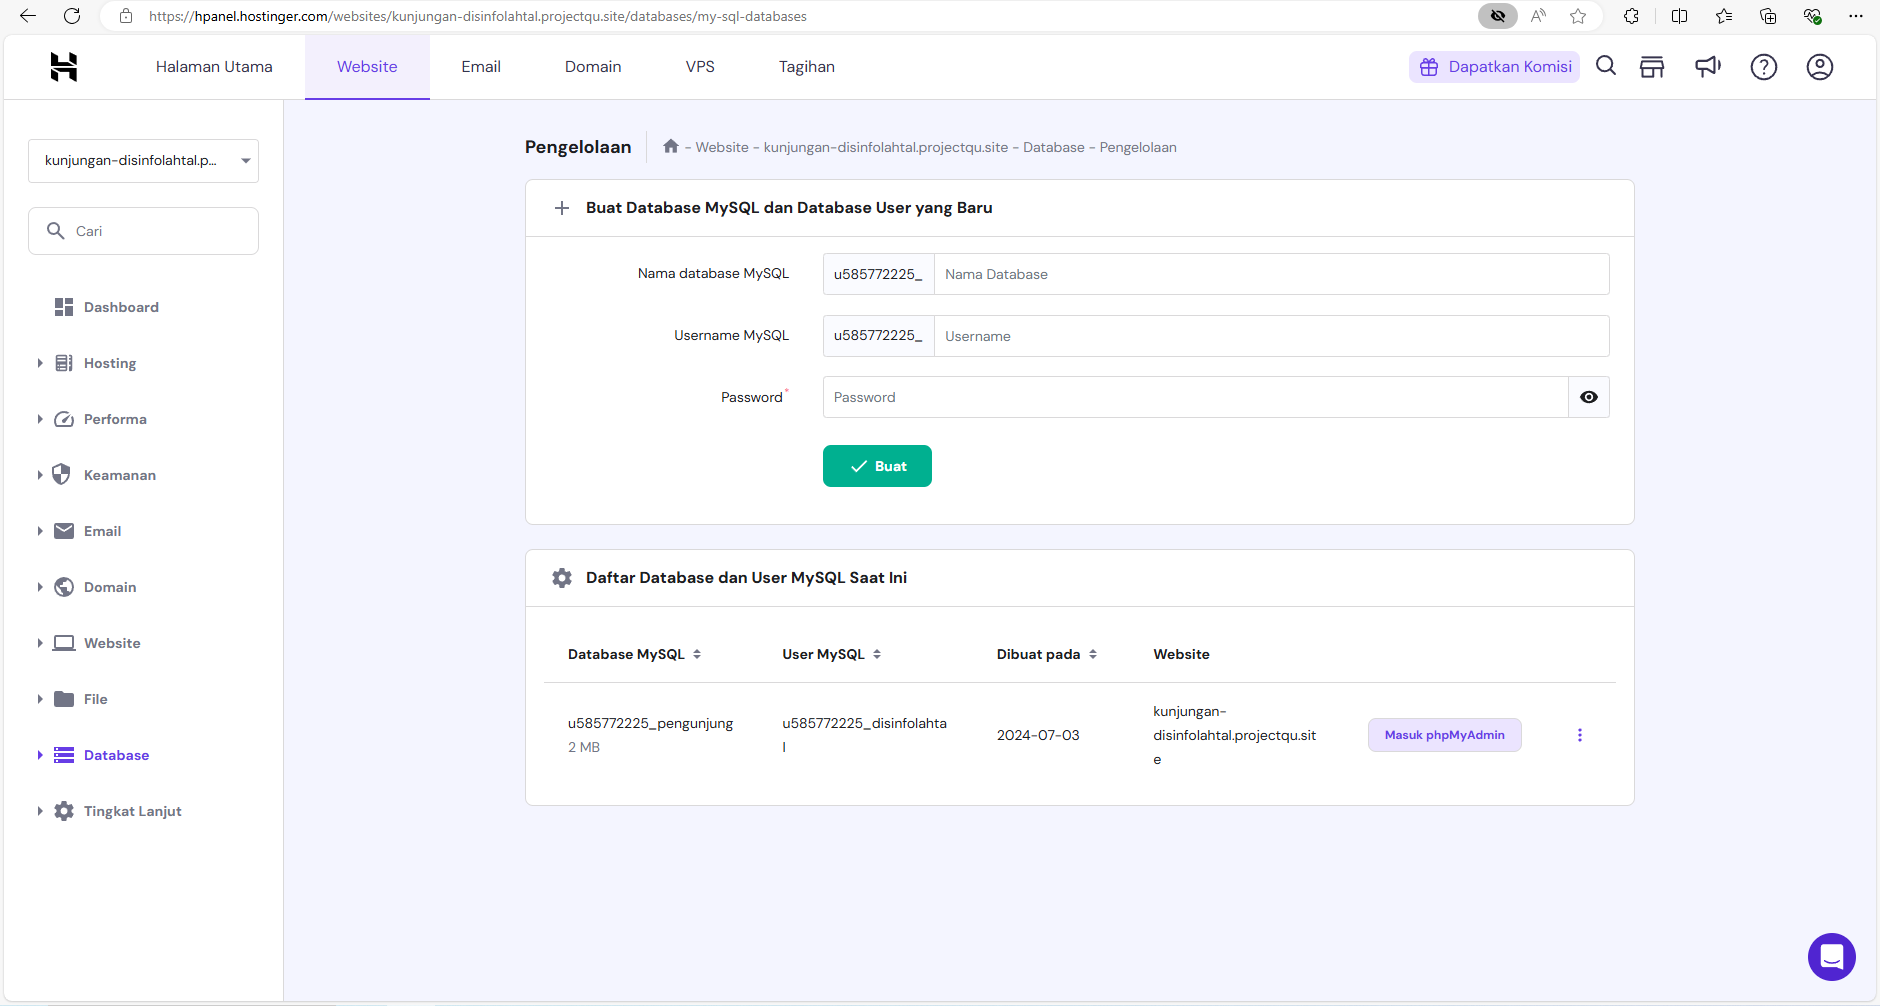 https://hpanel.hostinger.com/websites/kunjungan-disinfolahtal.projectqu.site/databases/my-sql-databases
Halaman Utama
Website
Email
Domain
VPS
Tagihan
Dapatkan Komisi
kunjungan-disinfolahtal.p...
Cari
Dashboard
Hosting
Performa
Keamanan
Email
Domain
Website
File
Database
Tingkat Lanjut
Pengelolaan
- Website - kunjungan-disinfolahtal.projectqu.site - Database - Pengelolaan
Buat Database MySQL dan Database User yang Baru
Nama database MySQL
u585772225_
Nama Database
Username MySQL
u585772225_
Username
Password*
Password
Buat
Daftar Database dan User MySQL Saat Ini
Database MySQL
User MySQL
Dibuat pada
Website
u585772225_pengunjung
2 MB
u585772225_disinfolahta
l
2024-07-03
kunjungan-
disinfolahtal.projectqu.sit
e
Masuk phpMyAdmin